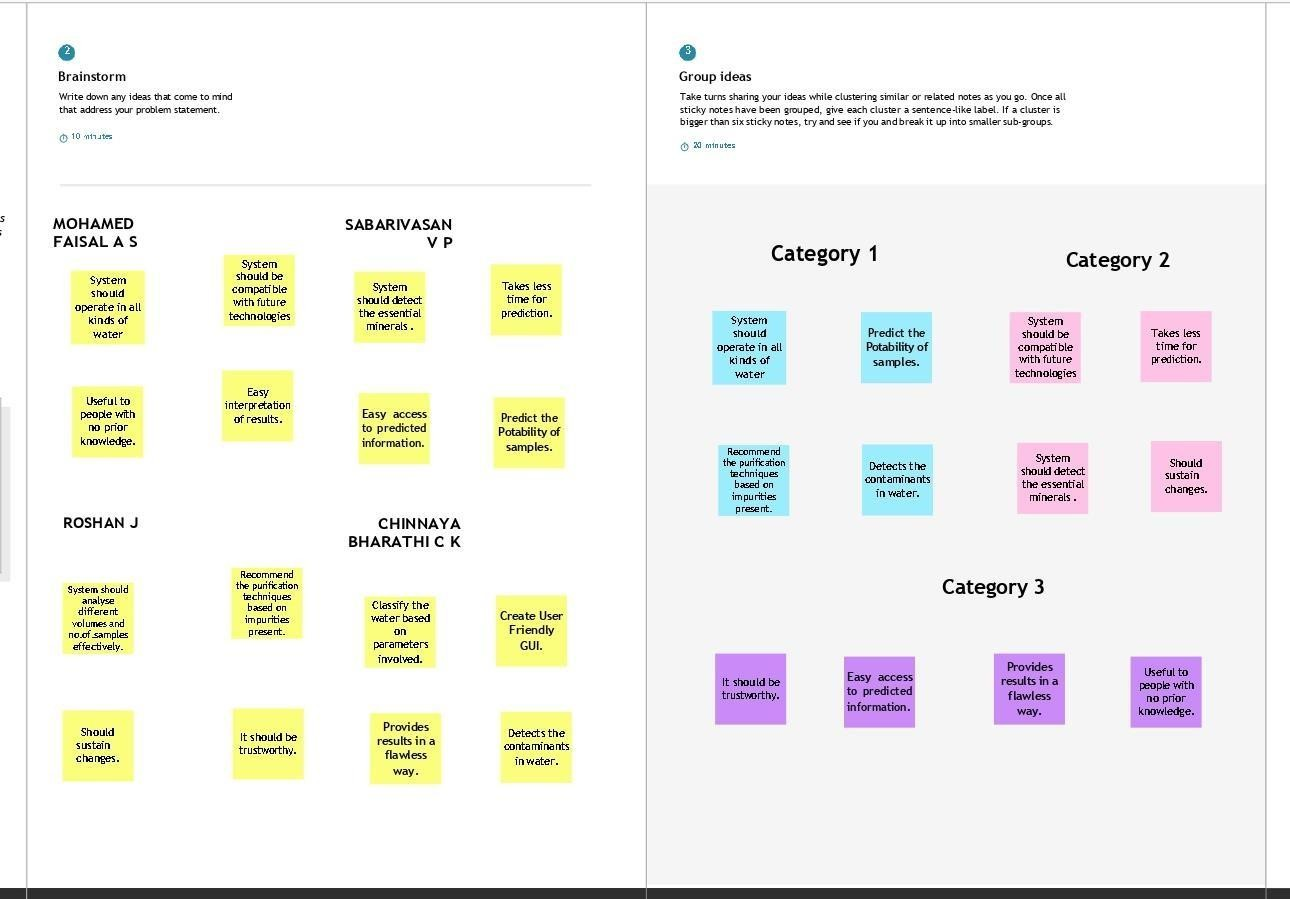 2
Brainstorm
Write down any ideas that come to mind
that address your problem statement.
10 minutes
MOHAMED
FAISAL A S
System
should
operate in all
kinds of
water
System
should be
compatible
with future
technologies
Useful to
people with
no prior
knowledge.
Easy
interpretation
of results.
SABARIVASAN
V P
System
should detect
the essential
minerals .
Takes less
time for
prediction.
Easy access
to predicted
information.
Predict the
Potability of
samples.
ROSHAN J
System should
analyse
different
volumes and
no.of.samples
effectively.
Recommend
the purification
techniques
based on
impurities
present.
Should
sustain
changes.
It should be
trustworthy.
CHINNAYA
BHARATHI C K
Classify the
water based
on
parameters
involved.
Create User
Friendly
GUI.
Provides
results in a
flawless
way.
Detects the
contaminants
in water.
3
Group ideas
Take turns sharing your ideas while clustering similar or related notes as you go. Once all
sticky notes have been grouped, give each cluster a sentence-like label. If a cluster is
bigger than six sticky notes, try and see if you and break it up into smaller sub-groups.
20 minutes
Category 1
System
should
operate in all
kinds of
water
Predict the
Potability of
samples.
Recommend
the purification
techniques
based on
impurities
present.
Detects the
contaminants
in water.
Category 2
System
should be
compatible
with future
technologies
Takes less
time for
prediction.
System
should detect
the essential
minerals .
Should
sustain
changes.
Category 3
It should be
trustworthy.
Easy access
to predicted
information.
Provides
results in a
flawless
way.
Useful to
people with
no prior
knowledge.